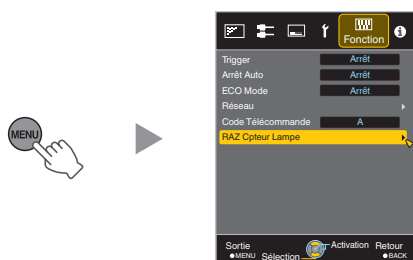 MENU
Fonction
Trigger Arrêt
Arrêt Auto Arrêt
ECO Mode Arrêt
Réseau
Code Télécommande A
RAZ Cpteur Lampe
Sortie Activation Retour
MENU Sélection BACK